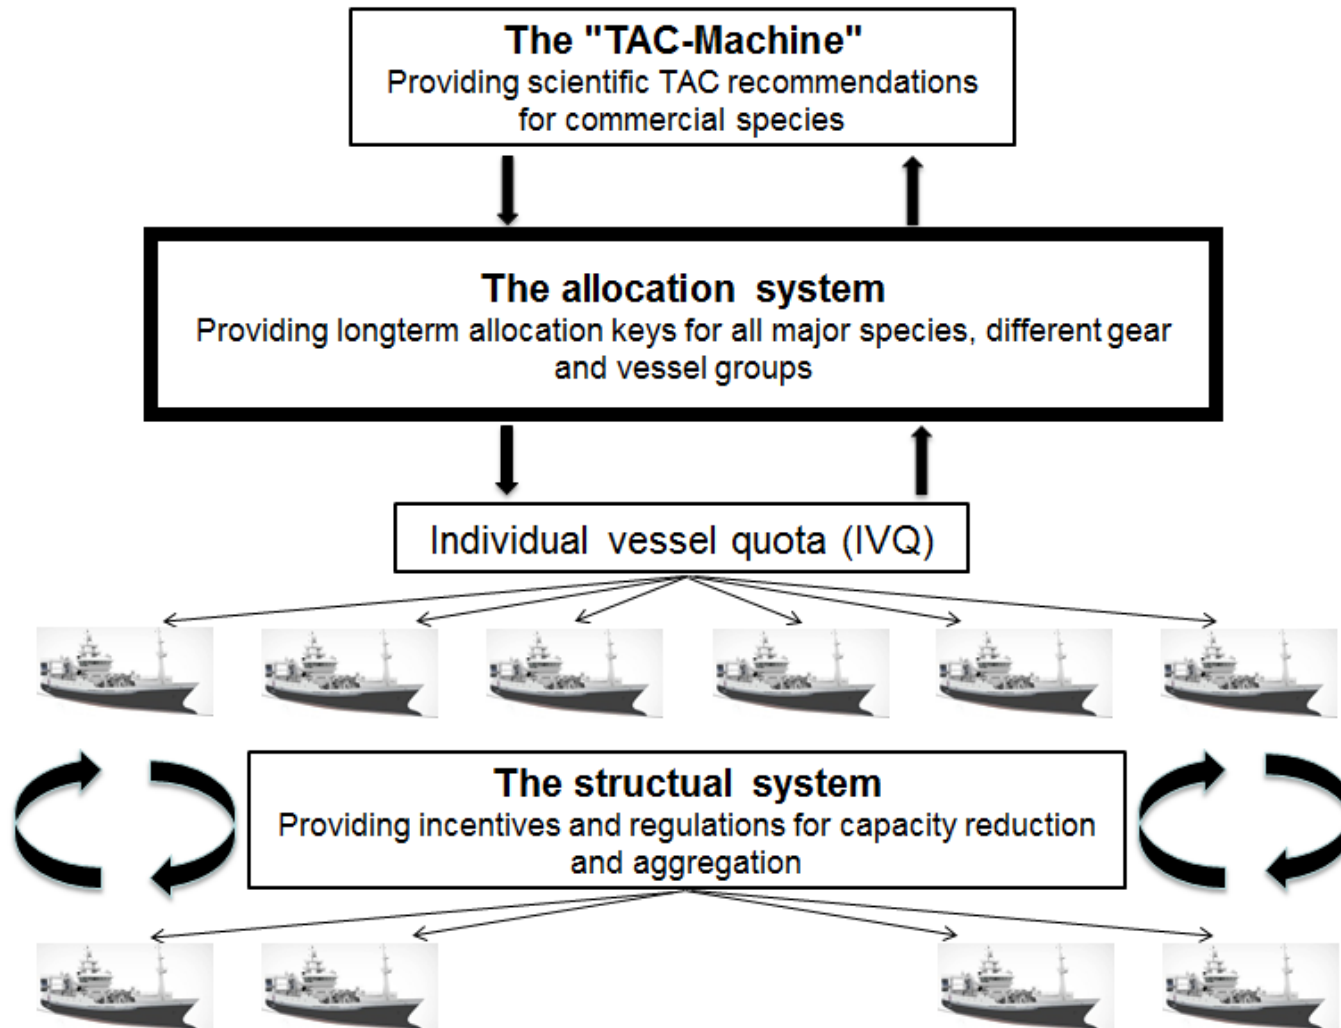 The "TAC-Machine"
Providing scientific TAC recommendations
for commercial species
The allocation system
Providing longterm allocation keys for all major species, different gear
and vessel groups
Individual vessel quota (IVQ)
The structual system
Providing incentives and regulations for capacity reduction
and aggregation